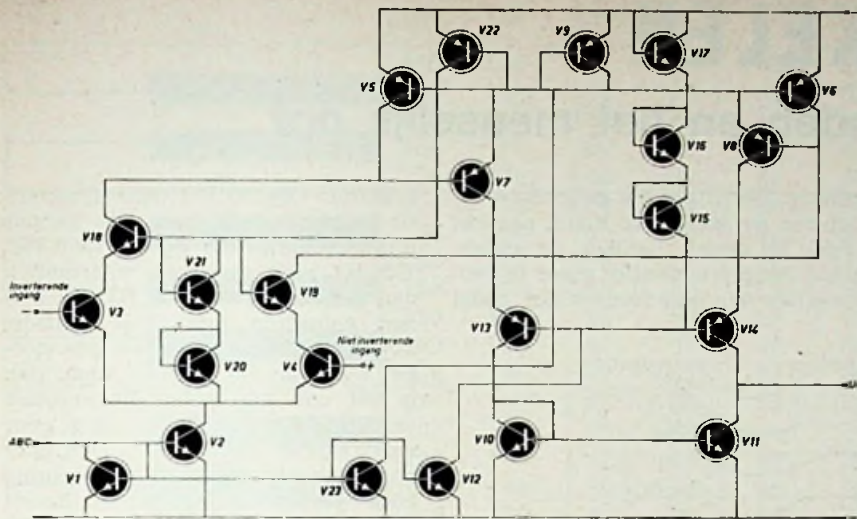 V22
V9
V17
V5
V6
V16
V8
V7
V15
V18
V21
V19
Inverterende
ingang
V3
V13
V14
Niet inverterende
ingang
V20
V4
+
ABC
V2
V10
V11
V1
V23
V12